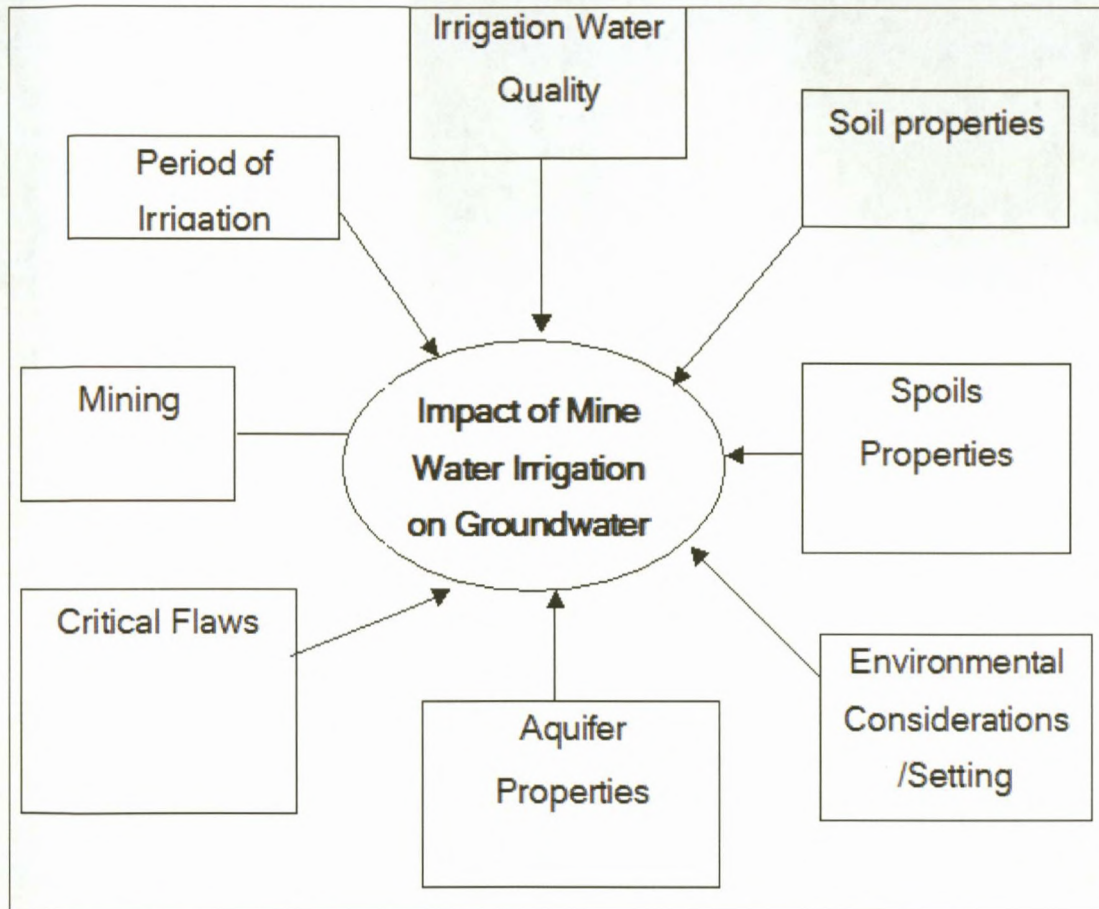 Irrigation Water
Quality
Soil properties
Period of
Irrigation
Mining
Impact of Mine
Water Irrigation
on Groundwater
Spoils
Properties
Critical Flaws
Aquifer
Properties
Environmental
Considerations
/Setting